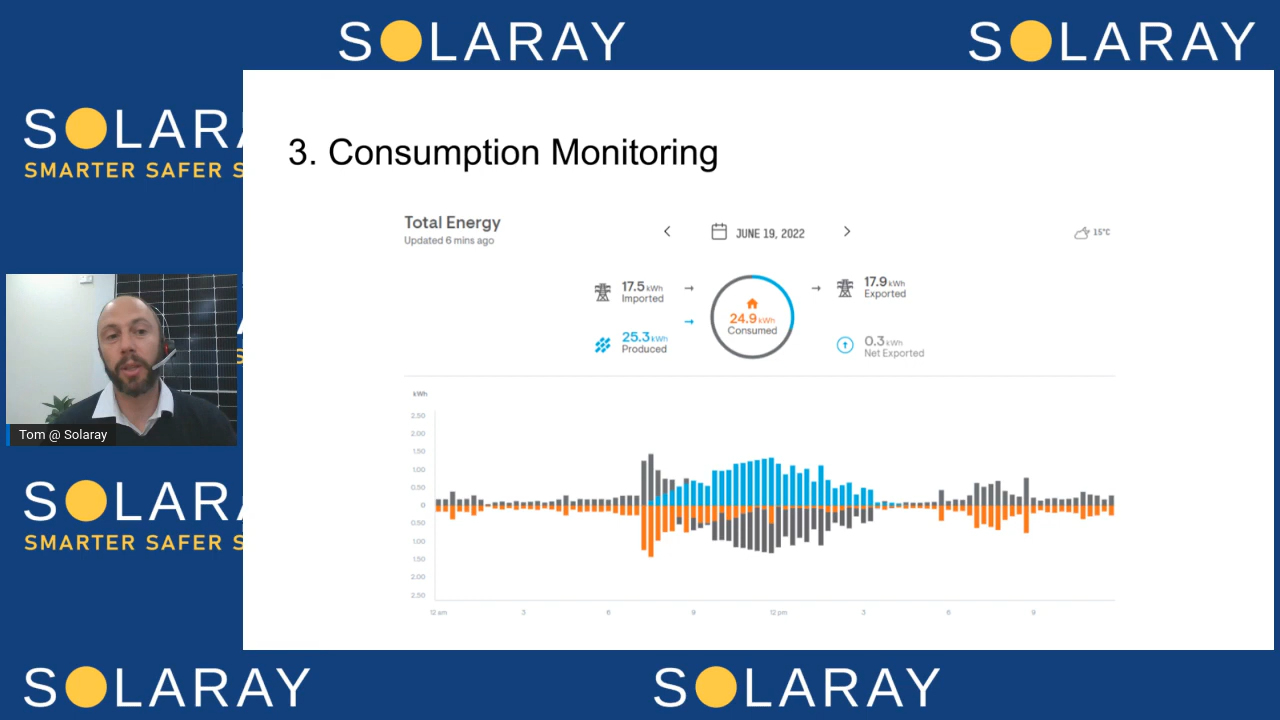 SOLARAY
SOLARAY
SOLARA
SMARTER SAFER S
3. Consumption Monitoring
Total Energy
Updated 6 mins ago
JUNE 19, 2022
15°C
17.5 kWh
Imported
25.3 kWh
Produced
24.9 kWh
Consumed
17.9 kWh
Exported
0.3 kWh
Net Exported
kWh
2.50
2.00
1.50
1.00
0.50
0
0.50
1.00
1.50
2.00
2.50
12 am
3
6
9
12 pm
3
6
9
Tom @ Solaray
SOLARA
SMARTER SAFER S
SOLARAY
SOLARAY